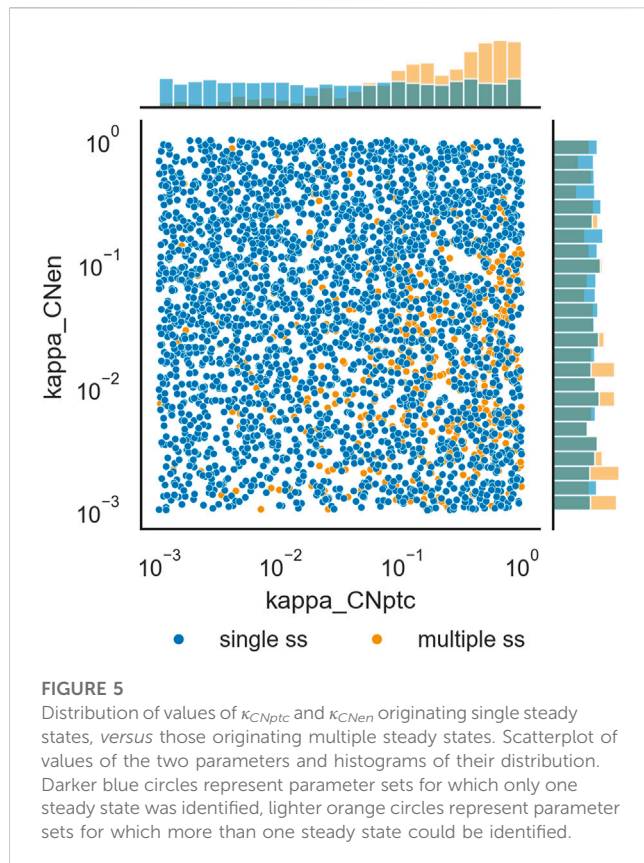 10^0
10^-1
kappa_CNen
10^-2
10^-3
10^-3 10^-2 10^-1 10^0
kappa_CNptc
single ss multiple ss
FIGURE 5
Distribution of values of κCNptc and κCNen originating single steady
states, versus those originating multiple steady states. Scatterplot of
values of the two parameters and histograms of their distribution.
Darker blue circles represent parameter sets for which only one
steady state was identified, lighter orange circles represent parameter
sets for which more than one steady state could be identified.